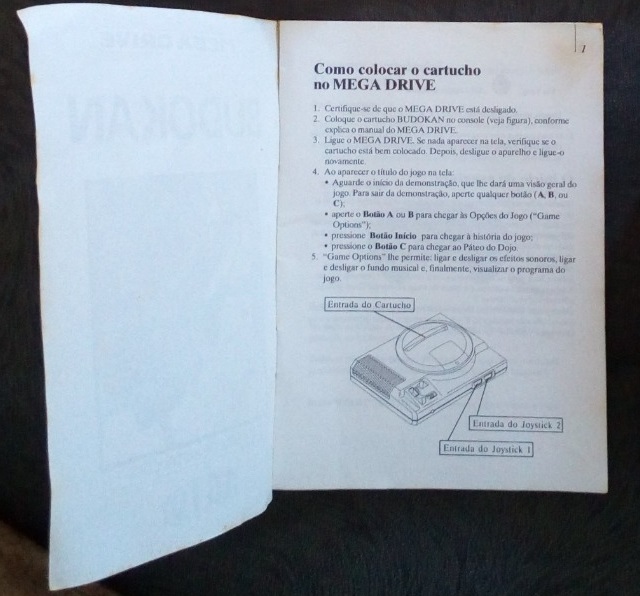 1
Como colocar o cartucho
no MEGA DRIVE
1. Certifique-se de que o MEGA DRIVE está desligado.
2. Coloque o cartucho BUDOKAN no console (veja figura), conforme
explica o manual do MEGA DRIVE.
3. Ligue o MEGA DRIVE. Se nada aparecer na tela, verifique se o
cartucho está bem colocado. Depois, desligue o aparelho e ligue-o
novamente.
4. Ao aparecer o título do jogo na tela:
• Aguarde o início da demonstração, que lhe dará uma visão geral do
jogo. Para sair da demonstração, aperte qualquer botão (A, B, ou
C);
• aperte o Botão A ou B para chegar às Opções do Jogo ("Game
Options");
• pressione Botão Início para chegar à história do jogo;
• pressione o Botão C para chegar ao Páteo do Dojo.
5. "Game Options" lhe permite: ligar e desligar os efeitos sonoros, ligar
e desligar o fundo musical e, finalmente, visualizar o programa do
jogo.
Entrada do Cartucho
Entrada do Joystick 2
Entrada do Joystick 1
MEGA DRIVE
BUDOKAN